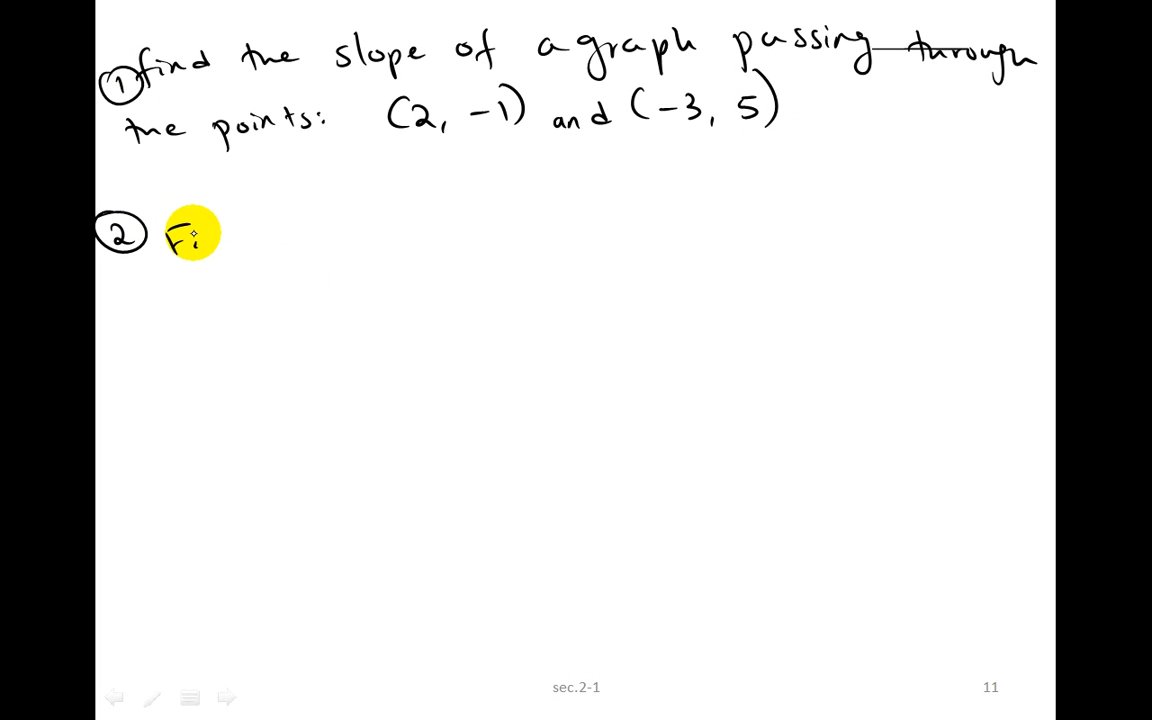 ① find the slope of a graph passing through
the points: (2, -1) and (-3, 5)
② Fi
sec.2-1
11